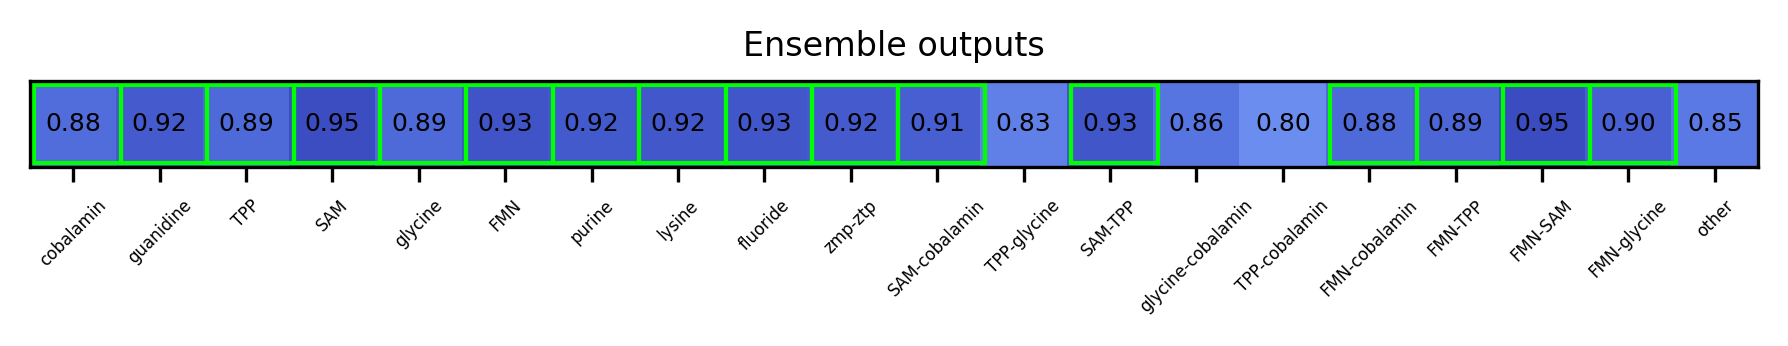 Ensemble outputs
0.88 0.92 0.89 0.95 0.89 0.93 0.92 0.92 0.93 0.92 0.91 0.83 0.93 0.86 0.80 0.88 0.89 0.95 0.90 0.85
cobalamin guanidine TPP SAM glycine FMN purine lysine fluoride zmp-ztp SAM-cobalamin TPP-glycine SAM-TPP glycine-cobalamin TPP-cobalamin FMN-cobalamin FMN-TPP FMN-SAM FMN-glycine other